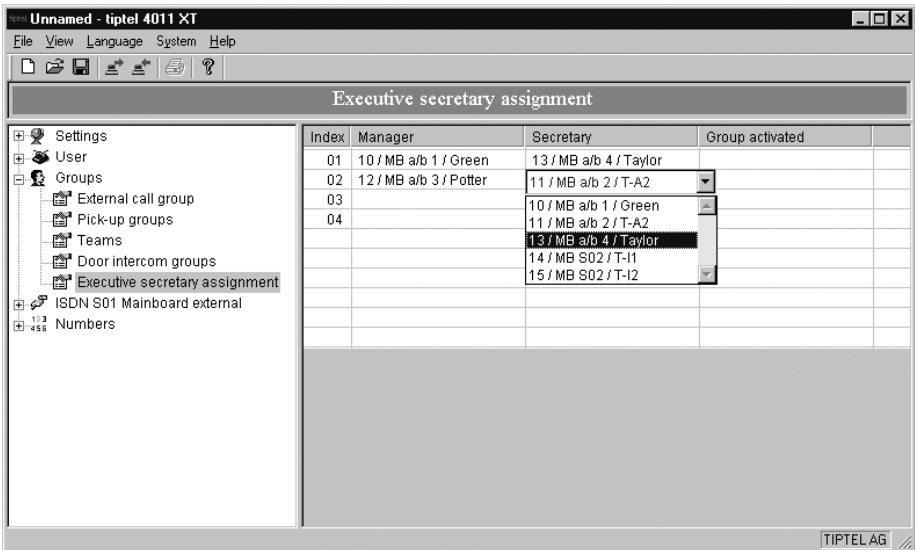 tiptel Unnamed - tiptel 4011 XT
File View Language System Help
Executive secretary assignment
Settings
User
Groups
External call group
Pick-up groups
Teams
Door intercom groups
Executive secretary assignment
ISDN S01 Mainboard external
123
456 Numbers
Index Manager Secretary Group activated
01 10 / MB a/b 1 / Green 13 / MB a/b 4 / Taylor
02 12 / MB a/b 3 / Potter 11 / MB a/b 2 / T-A2
03
04
10 / MB a/b 1 / Green
11 / MB a/b 2 / T-A2
13 / MB a/b 4 / Taylor
14 / MB S02 / T-I1
15 / MB S02 / T-I2
TIPTEL AG